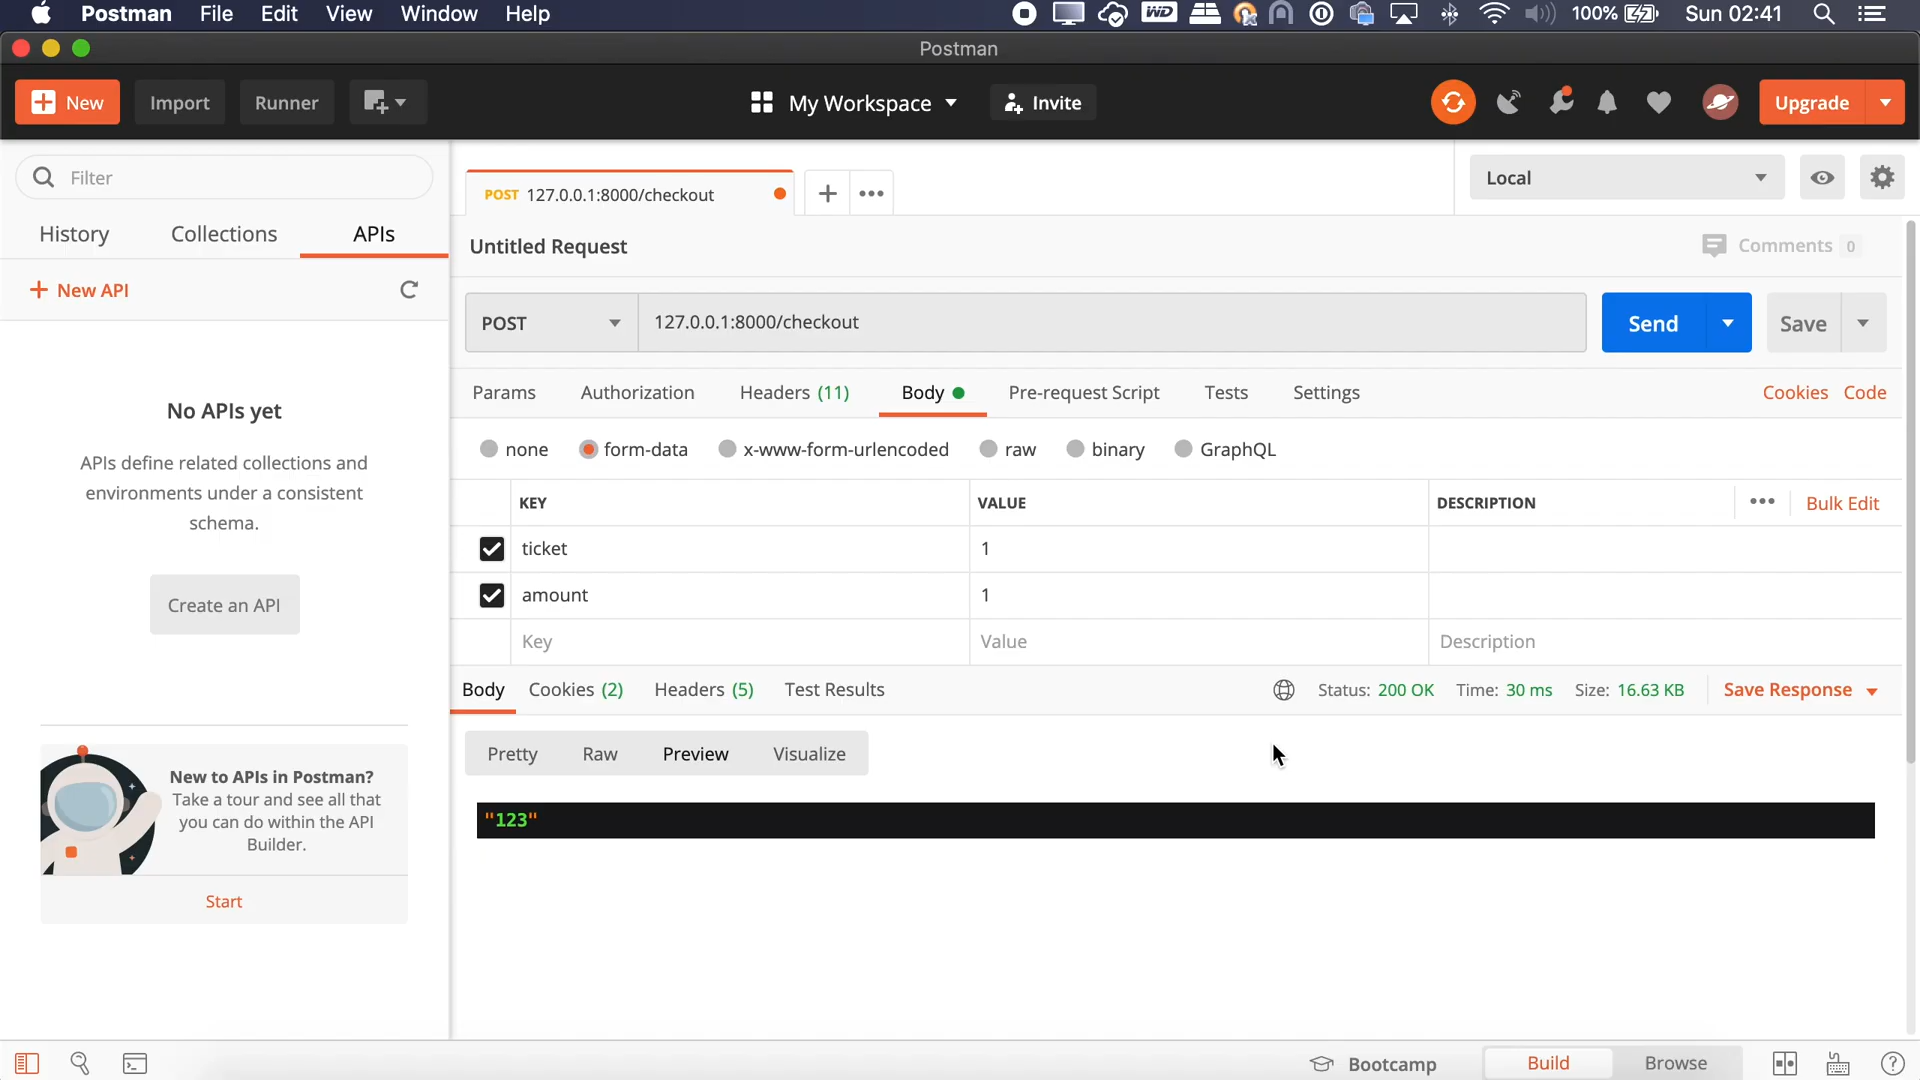 Postman File Edit View Window Help
WD
100%
Sun 02:41
Postman
New
Import
Runner
My Workspace
Invite
Upgrade
Filter
History Collections APIs
New API
No APIs yet
APIs define related collections and
environments under a consistent
schema.
Create an API
New to APIs in Postman?
Take a tour and see all that
you can do within the API
Builder.
Start
POST 127.0.0.1:8000/checkout
Local
Untitled Request
Comments 0
POST
127.0.0.1:8000/checkout
Send
Save
Params Authorization Headers (11) Body Pre-request Script Tests Settings
Cookies Code
none form-data x-www-form-urlencoded raw binary GraphQL
KEY VALUE DESCRIPTION
Bulk Edit
ticket 1
amount 1
Key Value Description
Body Cookies (2) Headers (5) Test Results
Status: 200 OK Time: 30 ms Size: 16.63 KB
Save Response
Pretty Raw Preview Visualize
"123"
Bootcamp
Build
Browse